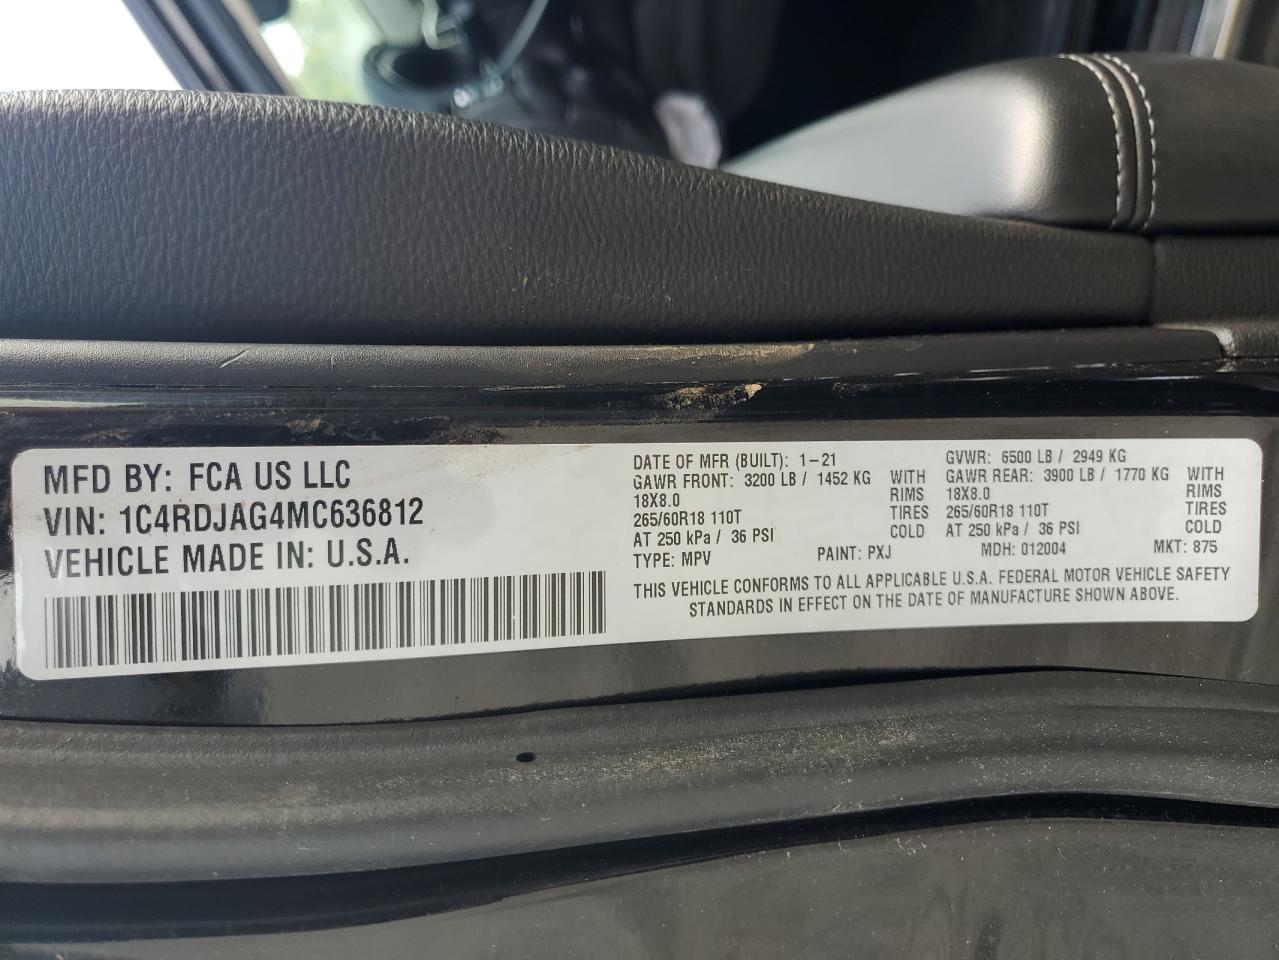 MFD BY: FCA US LLC
VIN: 1C4RDJAG4MC636812
VEHICLE MADE IN: U.S.A.
DATE OF MFR (BUILT): 1-21 GVWR: 6500 LB / 2949 KG
GAWR FRONT: 3200 LB / 1452 KG WITH GAWR REAR: 3900 LB / 1770 KG WITH
18X8.0 RIMS 18X8.0 RIMS
265/60R18 110T TIRES 265/60R18 110T TIRES
AT 250 kPa / 36 PSI COLD AT 250 kPa / 36 PSI COLD
TYPE: MPV PAINT: PXJ MDH: 012004 MKT: 875
THIS VEHICLE CONFORMS TO ALL APPLICABLE U.S.A. FEDERAL MOTOR VEHICLE SAFETY
STANDARDS IN EFFECT ON THE DATE OF MANUFACTURE SHOWN ABOVE.